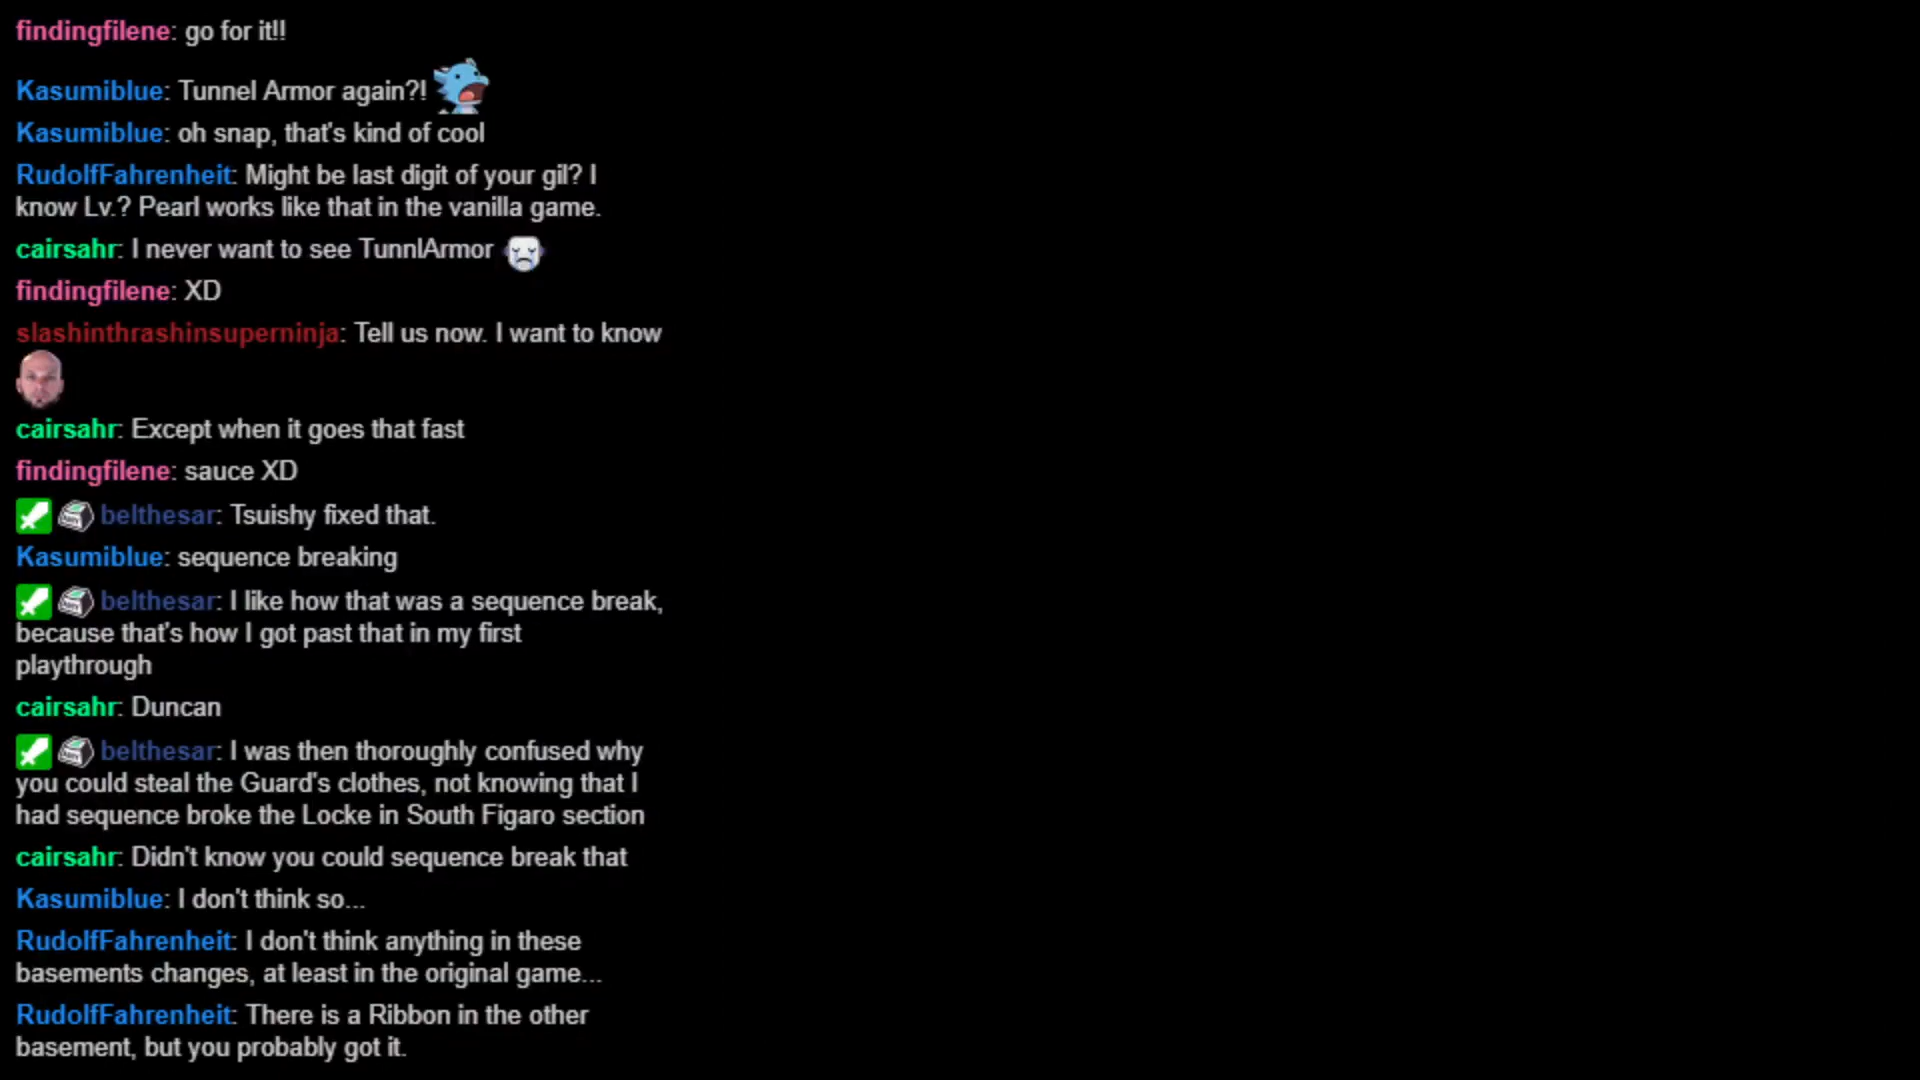 findingfilene: go for it!!
Kasumiblue: Tunnel Armor again?!
Kasumiblue: oh snap, that's kind of cool
RudolfFahrenheit: Might be last digit of your gil? I
know Lv.? Pearl works like that in the vanilla game.
cairsahr: I never want to see TunnlArmor
findingfilene: XD
slashinthrashinsuperninja: Tell us now. I want to know
cairsahr: Except when it goes that fast
findingfilene: sauce XD
belthesar: Tsuishy fixed that.
Kasumiblue: sequence breaking
belthesar: I like how that was a sequence break,
because that's how I got past that in my first
playthrough
cairsahr: Duncan
belthesar: I was then thoroughly confused why
you could steal the Guard's clothes, not knowing that I
had sequence broke the Locke in South Figaro section
cairsahr: Didn't know you could sequence break that
Kasumiblue: I don't think so...
RudolfFahrenheit: I don't think anything in these
basements changes, at least in the original game...
RudolfFahrenheit: There is a Ribbon in the other
basement, but you probably got it.